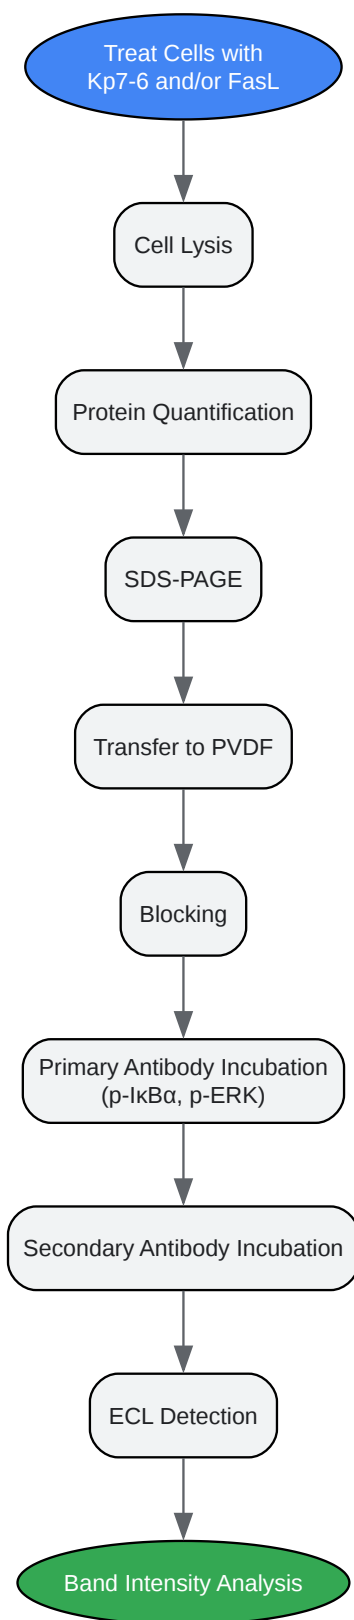 Treat Cells with
Kp7-6 and/or FasL
Cell Lysis
Protein Quantification
SDS-PAGE
Transfer to PVDF
Blocking
Primary Antibody Incubation
(p-IκBα, p-ERK)
Secondary Antibody Incubation
ECL Detection
Band Intensity Analysis